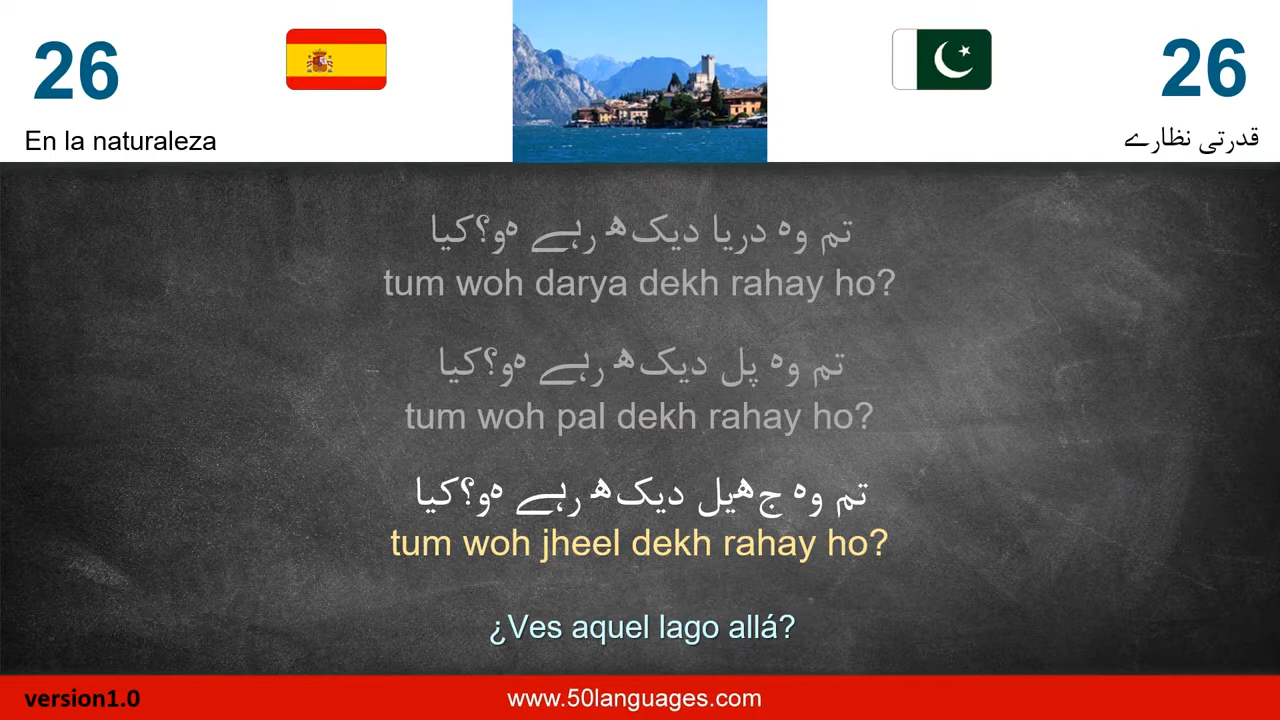 26
26
En la naturaleza
قدرتی نظارے
تم وہ دریا دیکھ رہے ہو؟کیا
tum woh darya dekh rahay ho?
تم وہ پل دیکھ رہے ہو؟کیا
tum woh pal dekh rahay ho?
تم وہ جھیل دیکھ رہے ہو؟کیا
tum woh jheel dekh rahay ho?
¿Ves aquel lago allá?
version1.0
www.50languages.com